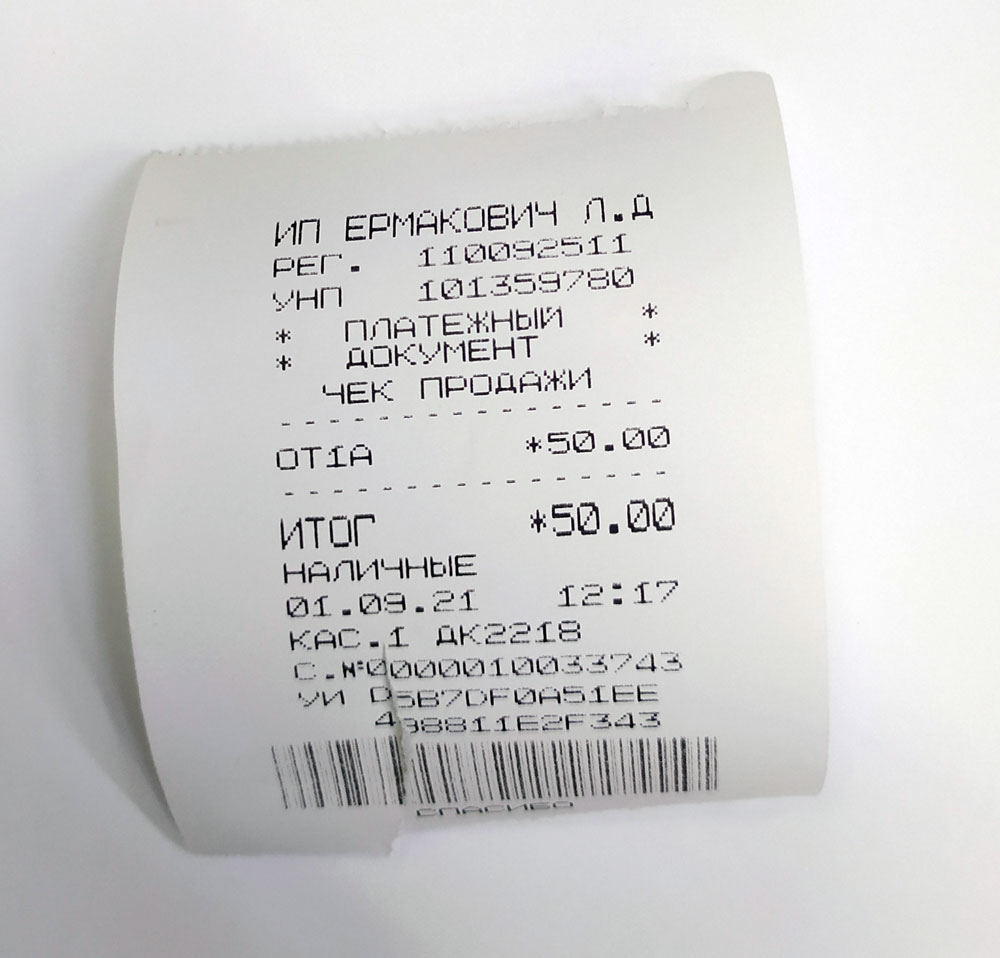 ИП ЕРМАКОВИЧ Л.Д
РЕГ. 110092511
УНП 101359780
* ПЛАТЕЖНЫЙ *
* ДОКУМЕНТ *
ЧЕК ПРОДАЖИ
ОТ1А *50.00
ИТОГ *50.00
НАЛИЧНЫЕ
01.09.21 12:17
КАС.1 ДК2218
С.№0000010033743
УИ D5B7DF0A51EE
498811E2F343
СПАСИБО